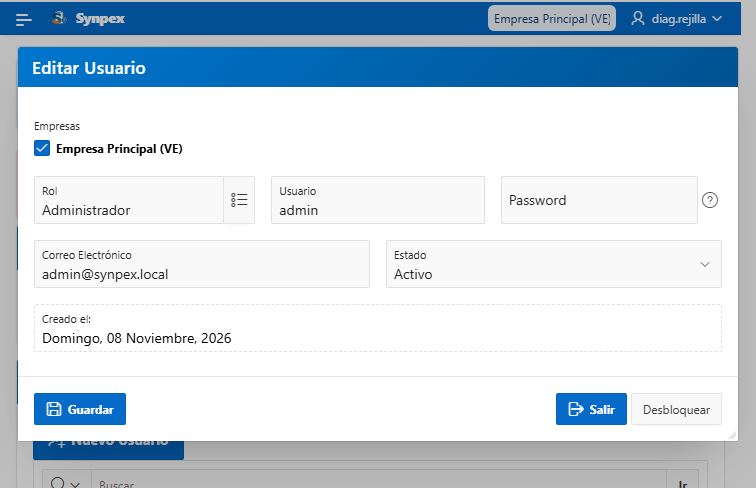 Synpex
Empresa Principal (VE)
diag.rejilla
Editar Usuario
Empresas
Empresa Principal (VE)
Rol
Administrador
Usuario
admin
Password
Correo Electrónico
admin@synpex.local
Estado
Activo
Creado el:
Domingo, 08 Noviembre, 2026
Guardar
Salir
Desbloquear
Nuevo Usuario
Buscar
Ir